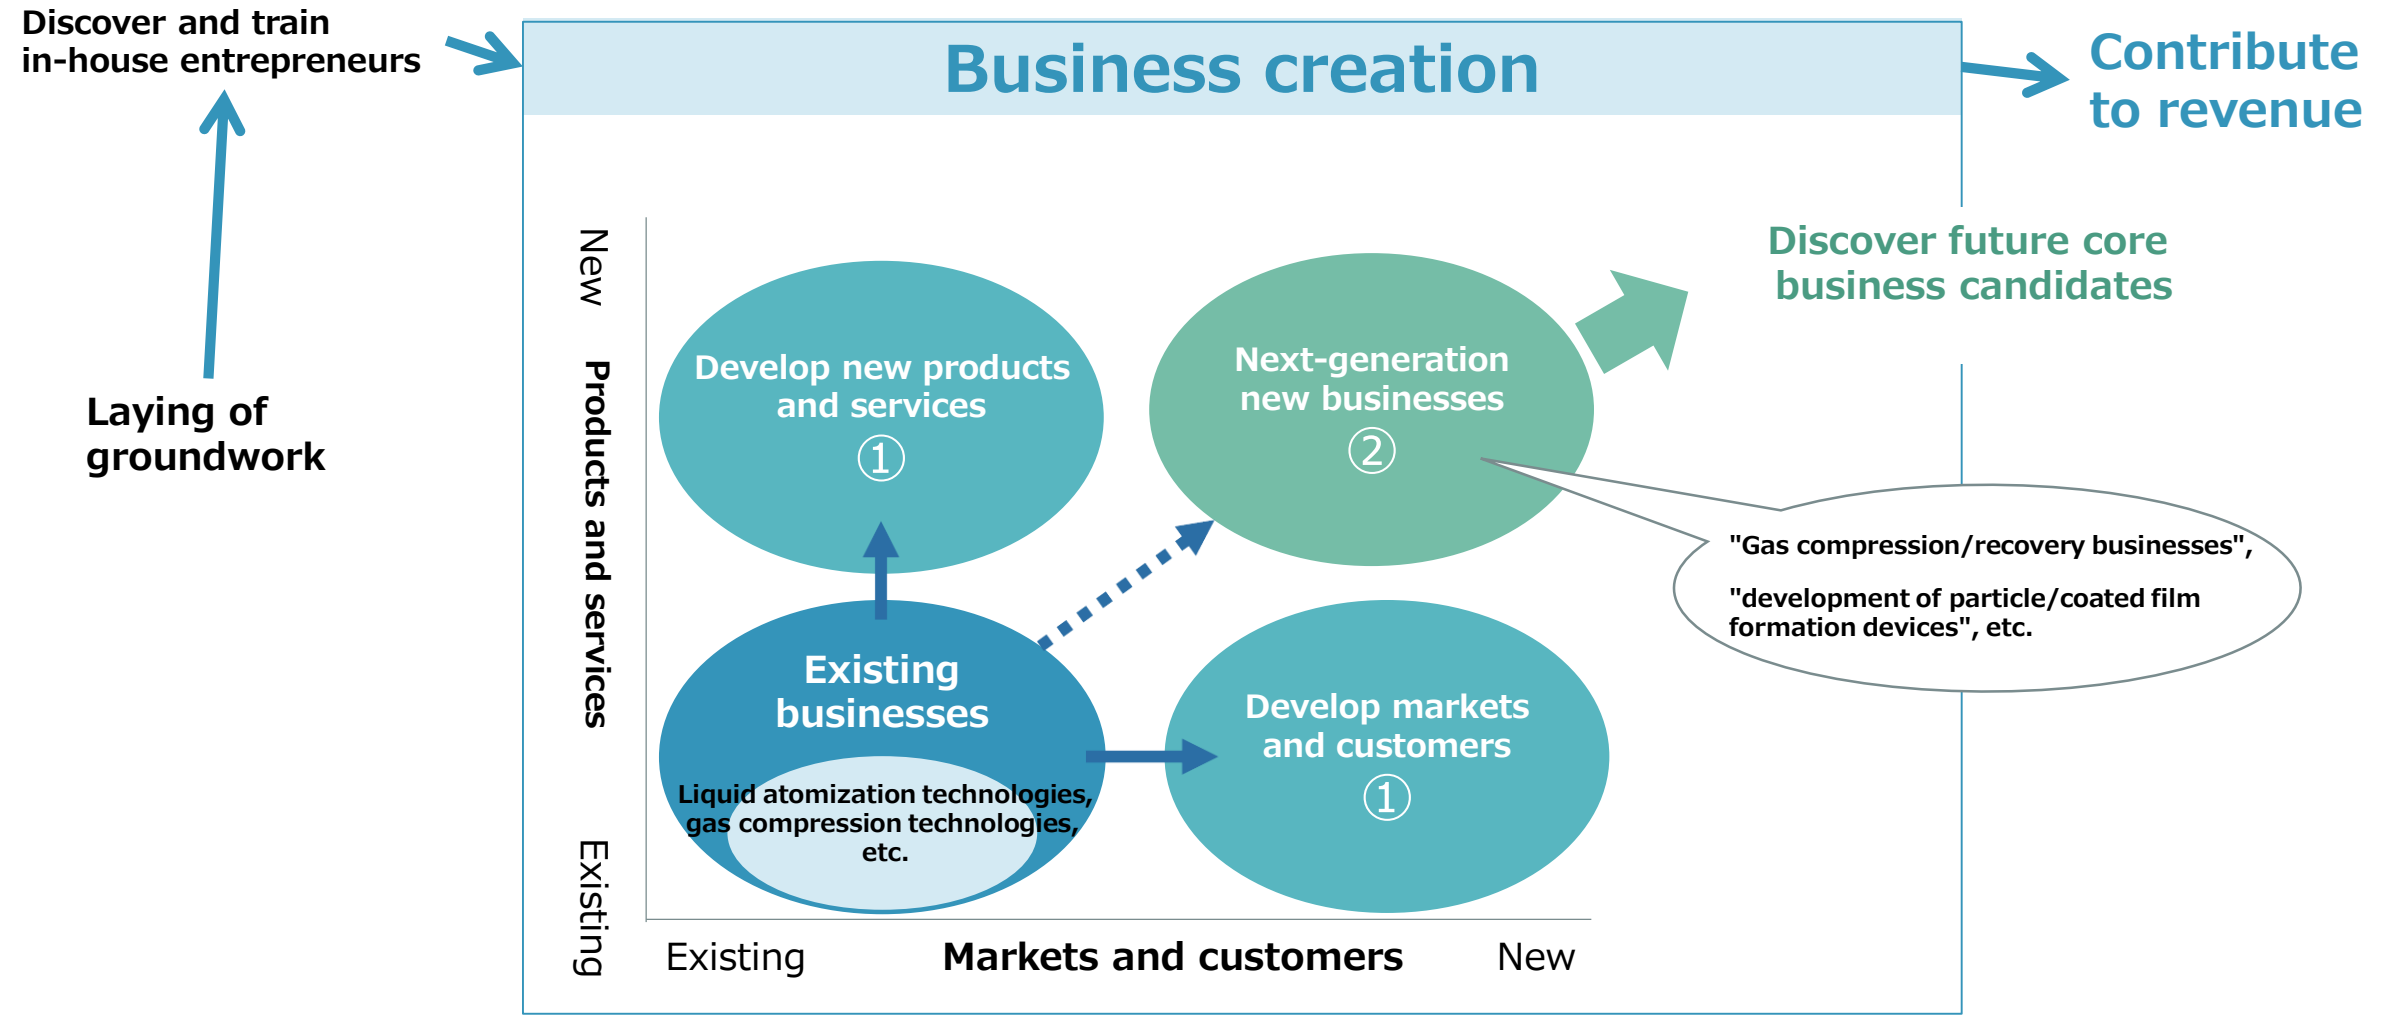 Discover and train
in-house entrepreneurs
Laying of
groundwork
Business creation
Contribute
to revenue
New
Products and services
Existing
Develop new products
and services
①
Next-generation
new businesses
②
Discover future core
business candidates
"Gas compression/recovery businesses",
"development of particle/coated film
formation devices", etc.
Existing
businesses
Liquid atomization technologies,
gas compression technologies,
etc.
Develop markets
and customers
①
Existing
Markets and customers
New